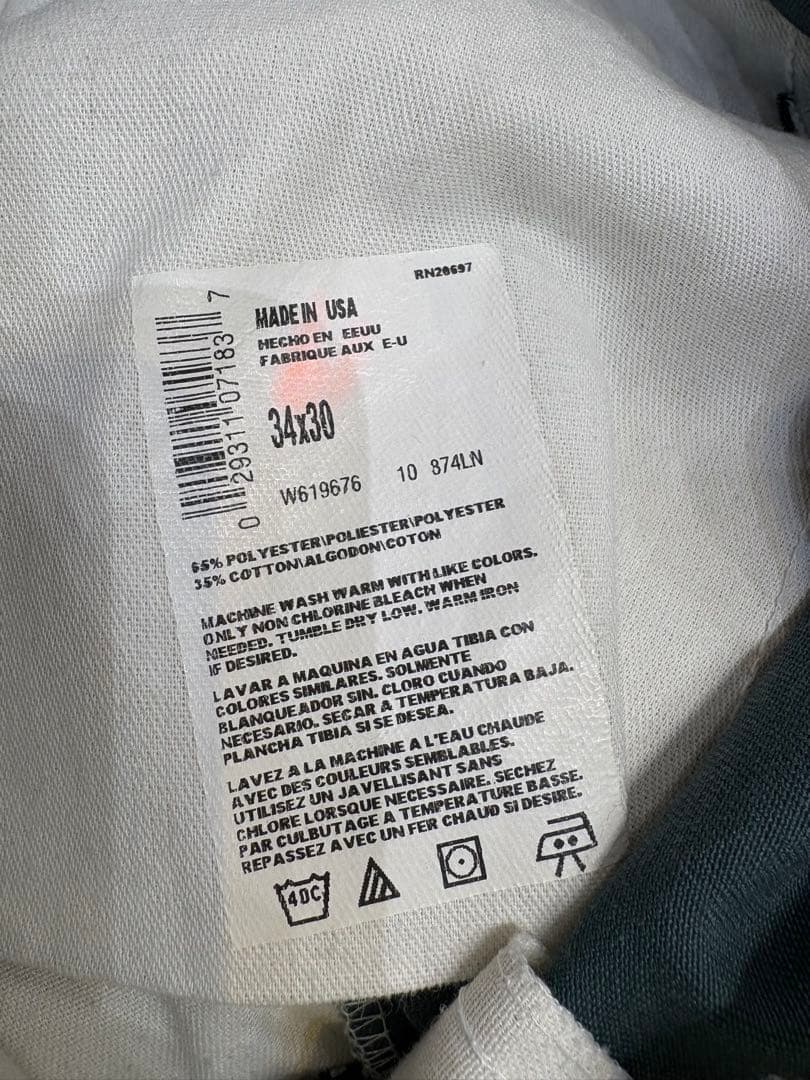 RN20697
MADE IN USA
HECHO EN EEUU
FABRIQUE AUX E-U
34x30
W619676 10 874LN
0 29311 07183 7
65% POLYESTER\POLIESTER\POLYESTER
35% COTTON\ALGODON\COTON
MACHINE WASH WARM WITH LIKE COLORS.
ONLY NON CHLORINE BLEACH WHEN
NEEDED. TUMBLE DRY LOW. WARM IRON
IF DESIRED.
LAVAR A MAQUINA EN AGUA TIBIA CON
COLORES SIMILARES. SOLMENTE
BLANQUEADOR SIN. CLORO CUANDO
NECESARIO. SECAR A TEMPERATURA BAJA.
PLANCHA TIBIA SI SE DESEA.
LAVEZ A LA MACHINE A L'EAU CHAUDE
AVEC DES COULEURS SEMBLABLES.
UTILISEZ UN JAVELLISANT SANS
CHLORE LORSQUE NECESSAIRE. SECHEZ
PAR CULBUTAGE A TEMPERATURE BASSE.
REPASSEZ AVEC UN FER CHAUD SI DESIRE.
40C